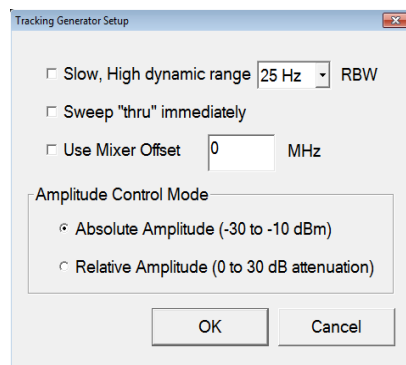 Tracking Generator Setup
Slow, High dynamic range 25 Hz RBW
Sweep "thru" immediately
Use Mixer Offset 0 MHz
Amplitude Control Mode
Absolute Amplitude (-30 to -10 dBm)
Relative Amplitude (0 to 30 dB attenuation)
OK Cancel